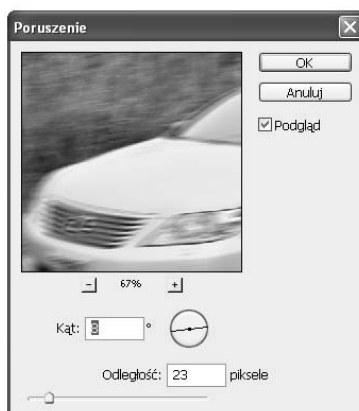 Poruszenie
OK
Anuluj
Podgląd
67%
Kąt: °
Odległość: 23 piksele